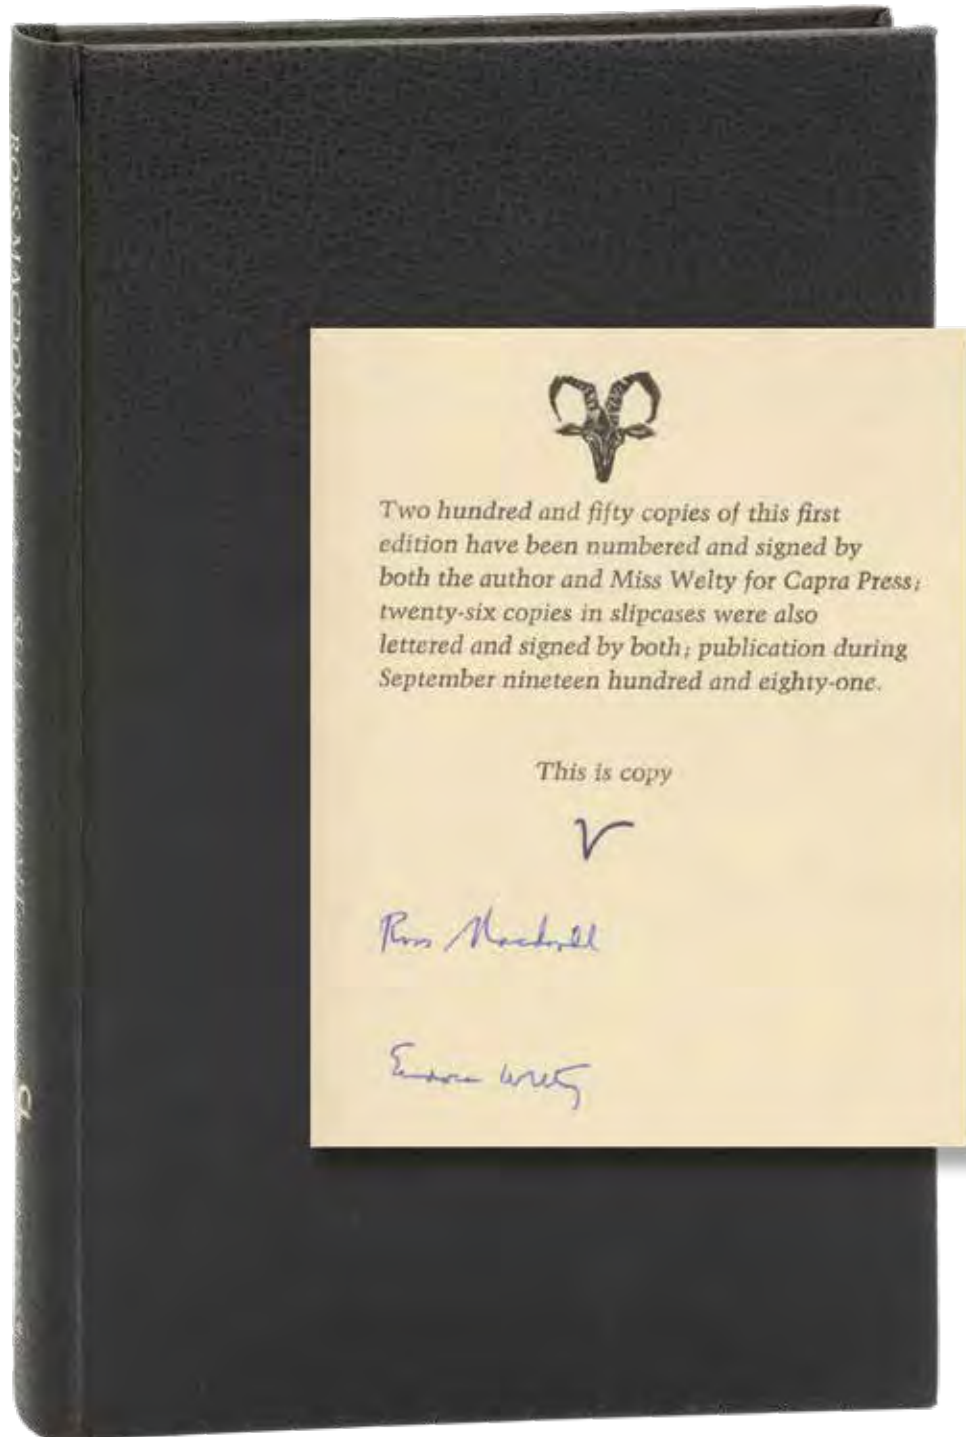 ROSS MACDONALD
Two hundred and fifty copies of this first
edition have been numbered and signed by
both the author and Miss Welty for Capra Press;
twenty-six copies in slipcases were also
lettered and signed by both; publication during
September nineteen hundred and eighty-one.
This is copy
V
Ross Macdonald
Eudora Welty